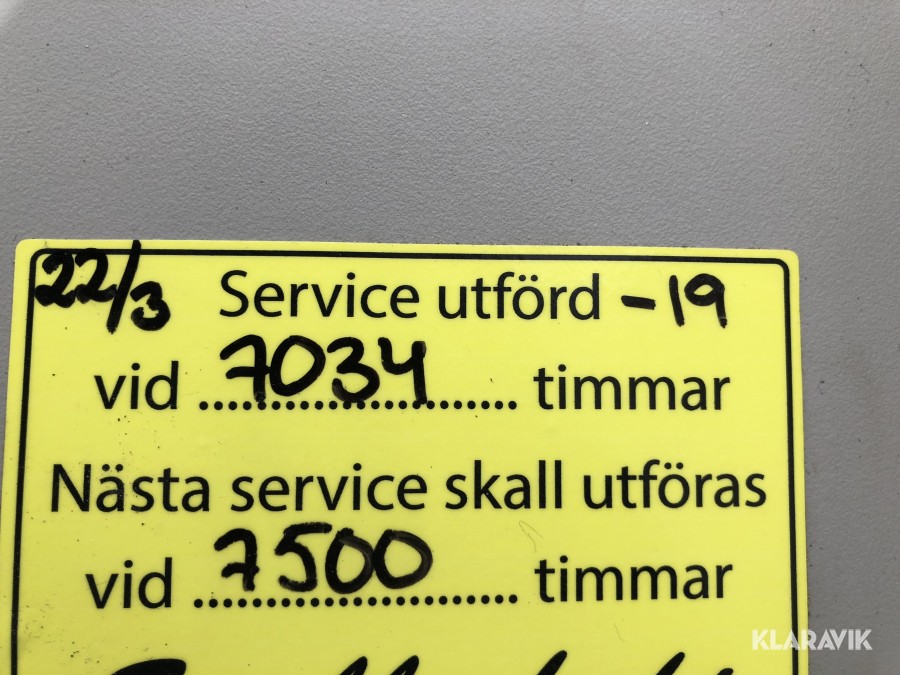 22/3 Service utförd -19
vid 7034 timmar
Nästa service skall utföras
vid 7500 timmar
KLARAVIK